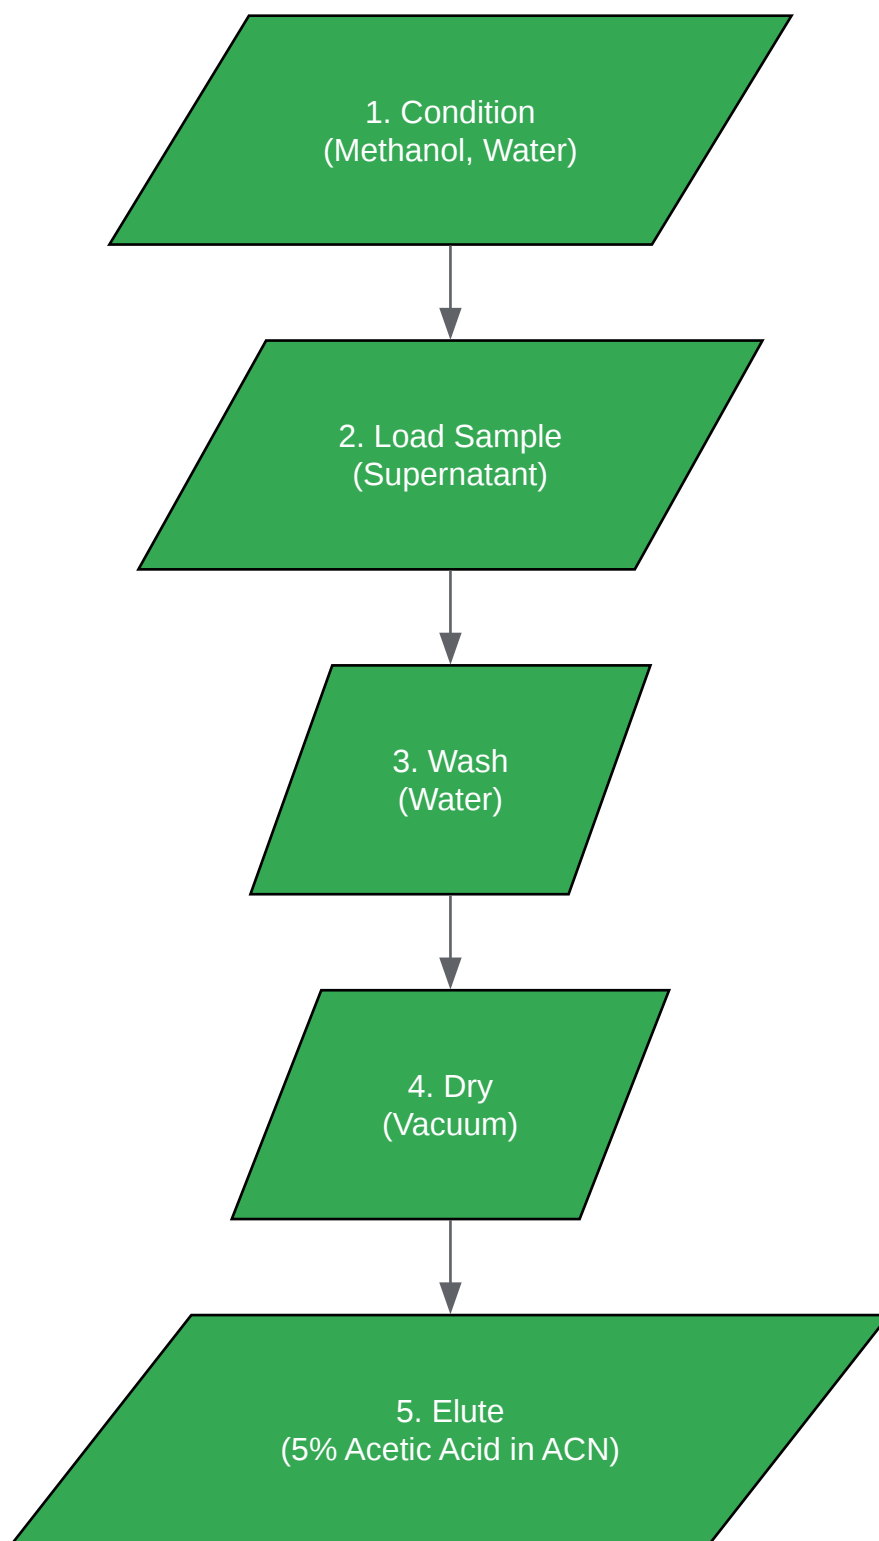 1. Condition
(Methanol, Water)
2. Load Sample
(Supernatant)
3. Wash
(Water)
4. Dry
(Vacuum)
5. Elute
(5% Acetic Acid in ACN)